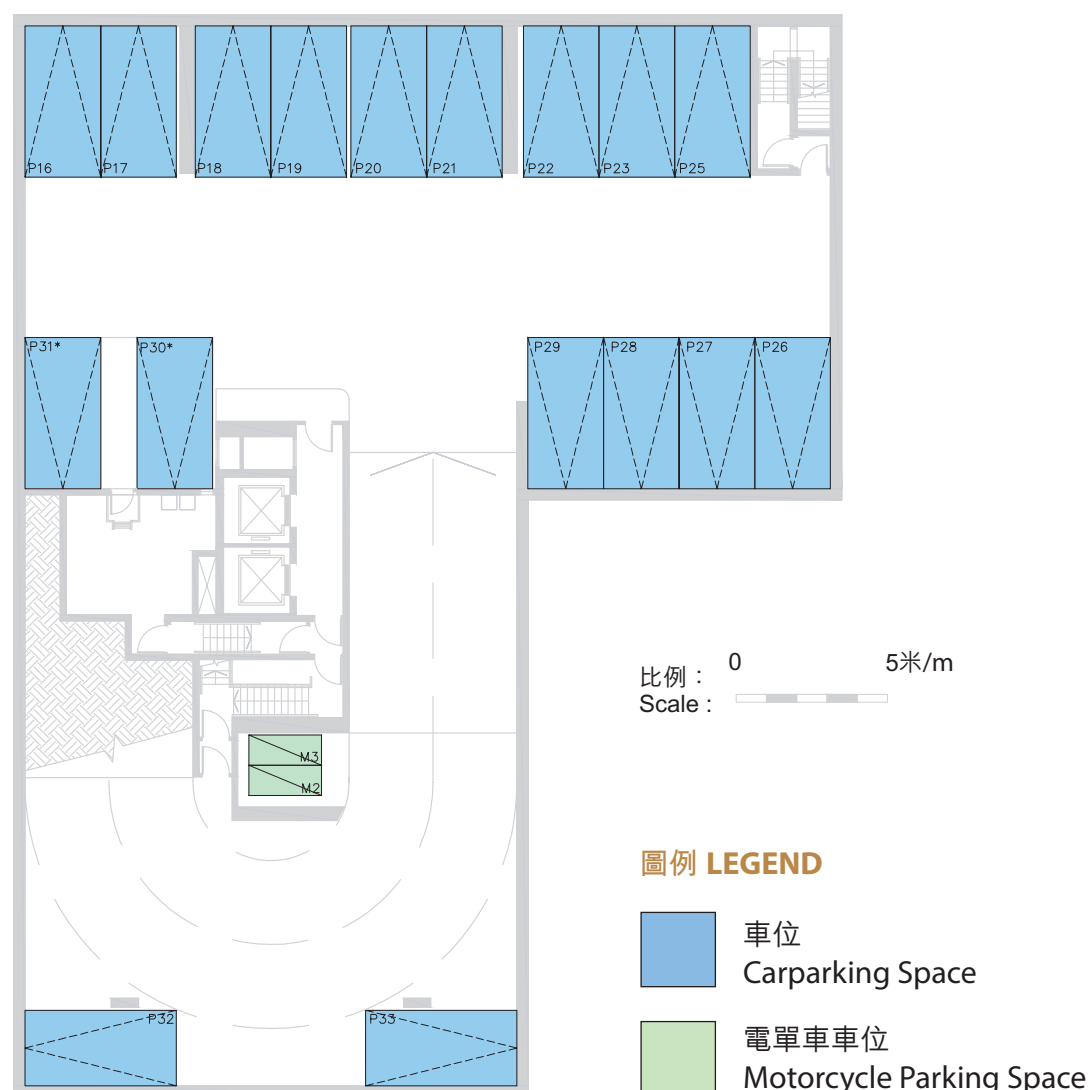 P16 P17 P18 P19 P20 P21 P22 P23 P25
P31* P30* P29 P28 P27 P26
比例： 0 5米/m
Scale :
M3
M2
圖例 LEGEND
車位
Carparking Space
P32 P33
電單車車位
Motorcycle Parking Space